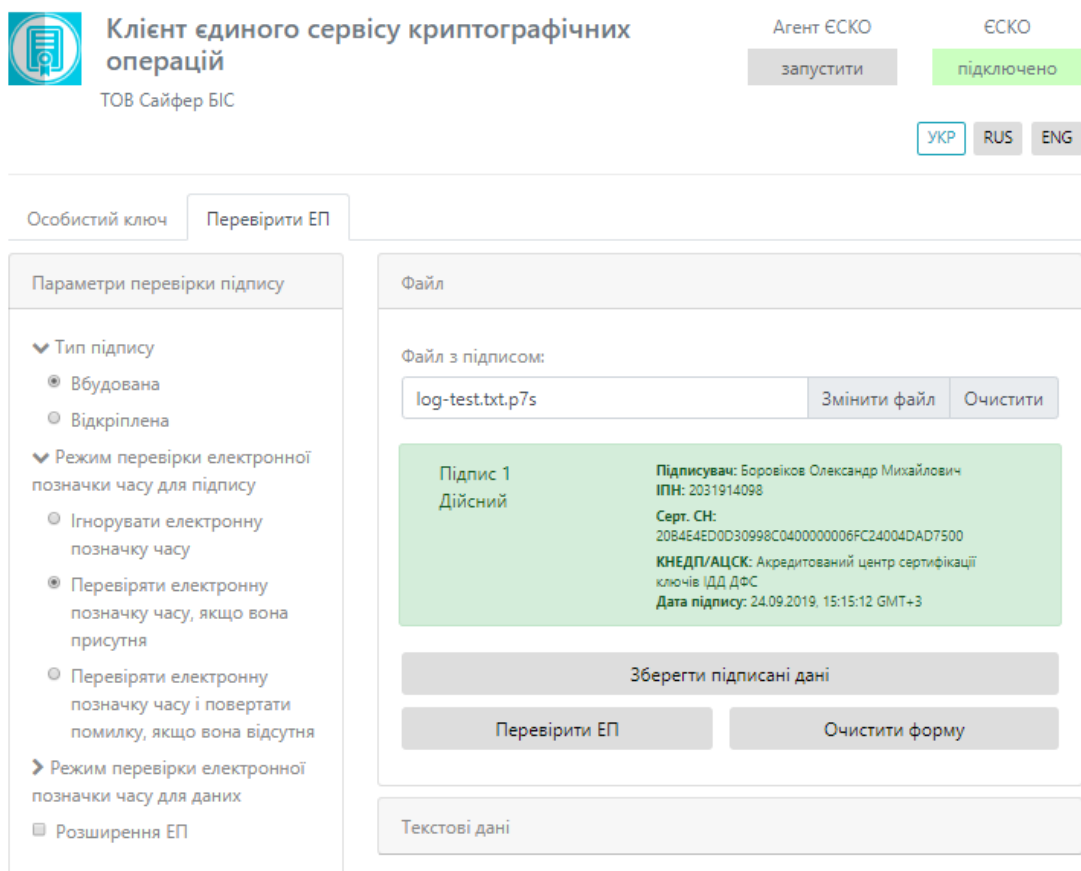 Клієнт єдиного сервісу криптографічних
операцій
ТОВ Сайфер БІС
Агент ЄСКО
запустити
ЄСКО
підключено
УКР RUS ENG
Особистий ключ
Перевірити ЕП
Параметри перевірки підпису
Тип підпису
Вбудована
Відкріплена
Режим перевірки електронної
позначки часу для підпису
Ігнорувати електронну
позначку часу
Перевіряти електронну
позначку часу, якщо вона
присутня
Перевіряти електронну
позначку часу і повертати
помилку, якщо вона відсутня
Режим перевірки електронної
позначки часу для даних
Розширення ЕП
Файл
Файл з підписом:
log-test.txt.p7s
Змінити файл
Очистити
Підпис 1
Дійсний
Підписувач: Боровіков Олександр Михайлович
ІПН: 2031914098
Серт. СН:
20B4E4ED0D30998C0400000006FC24004DAD7500
КНЕДП/АЦСК: Акредитований центр сертифікації
ключів ІДД ДФС
Дата підпису: 24.09.2019, 15:15:12 GMT+3
Зберегти підписані дані
Перевірити ЕП
Очистити форму
Текстові дані